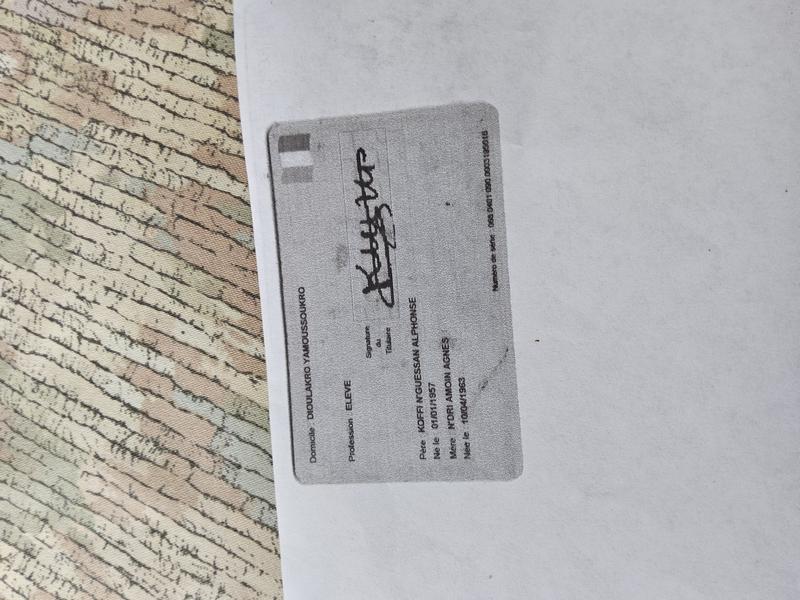 Domicile : DIOULAKRO YAMOUSSOUKRO
Profession : ELEVE
Signature
du
Titulaire
Père : KOFFI N'GUESSAN ALPHONSE
Né le : 01/01/1957
Mère : N'DRI AMOIN AGNES
Née le : 10/04/1963
Numéro de série :